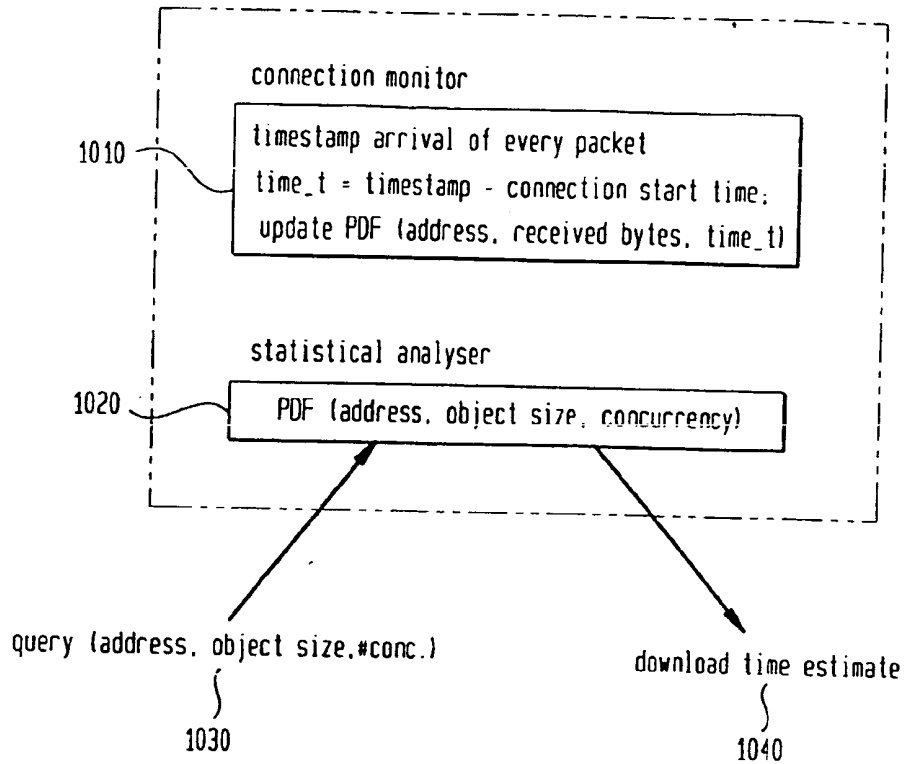 connection monitor
1010
timestamp arrival of every packet
time_t = timestamp - connection start time;
update PDF (address, received bytes, time_t)
statistical analyser
1020
PDF (address, object size, concurrency)
query (address, object size,#conc.)
download time estimate
1030
1040